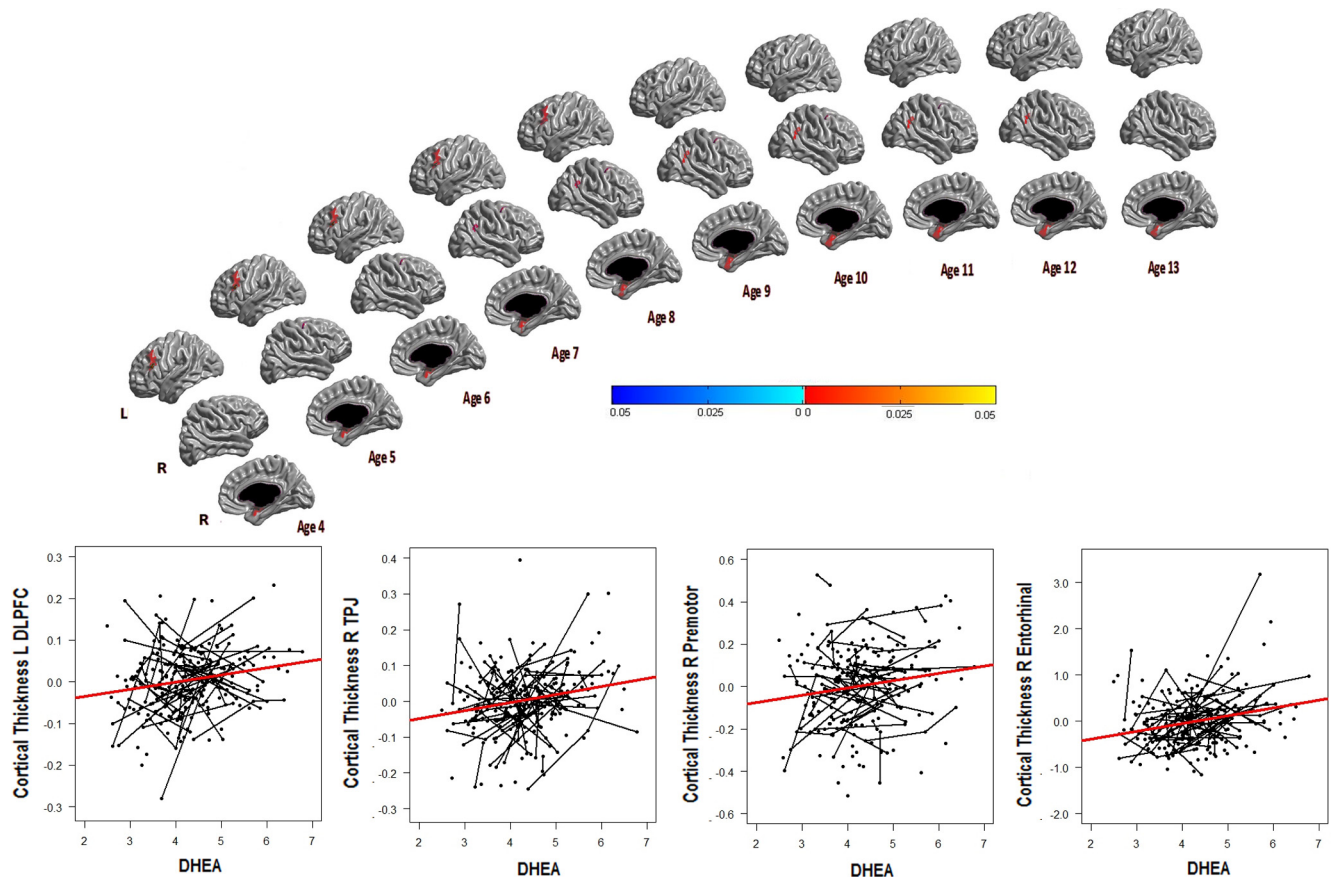 Age 13
Age 12
Age 11
Age 10
Age 9
Age 8
Age 7
Age 6
Age 5
Age 4
L
R
R
0.05 0.025 0 0 0.025 0.05
Cortical Thickness L DLPFC
0.3
0.2
0.1
0.0
-0.1
-0.2
-0.3
2 3 4 5 6 7
DHEA
Cortical Thickness R TPJ
0.4
0.3
0.2
0.1
0.0
-0.1
-0.2
-0.3
2 3 4 5 6 7
DHEA
Cortical Thickness R Premotor
0.6
0.4
0.2
0.0
-0.2
-0.4
-0.6
2 3 4 5 6 7
DHEA
Cortical Thickness R Entorhinal
3.0
2.0
1.0
0.0
-1.0
-2.0
2 3 4 5 6 7
DHEA